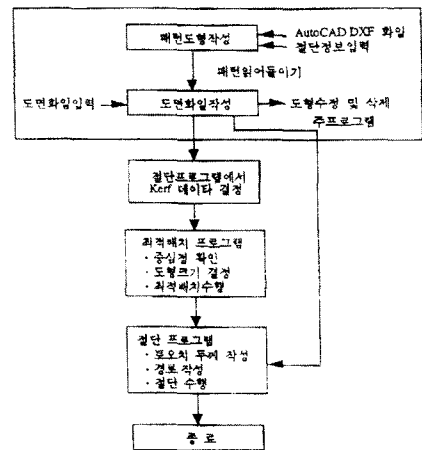 패턴도형작성
AutoCAD DXF 화일
절단정보입력
패턴읽어들이기
도면화일입력
도면화일작성
도형수정 및 삭제
주프로그램
절단프로그램에서
Kerf 데이타 결정
최적배치 프로그램
· 중심점 확인
· 도형크기 결정
· 최적배치수행
절단 프로그램
· 토오치 두께 작성
· 경로 작성
· 절단 수행
종 료